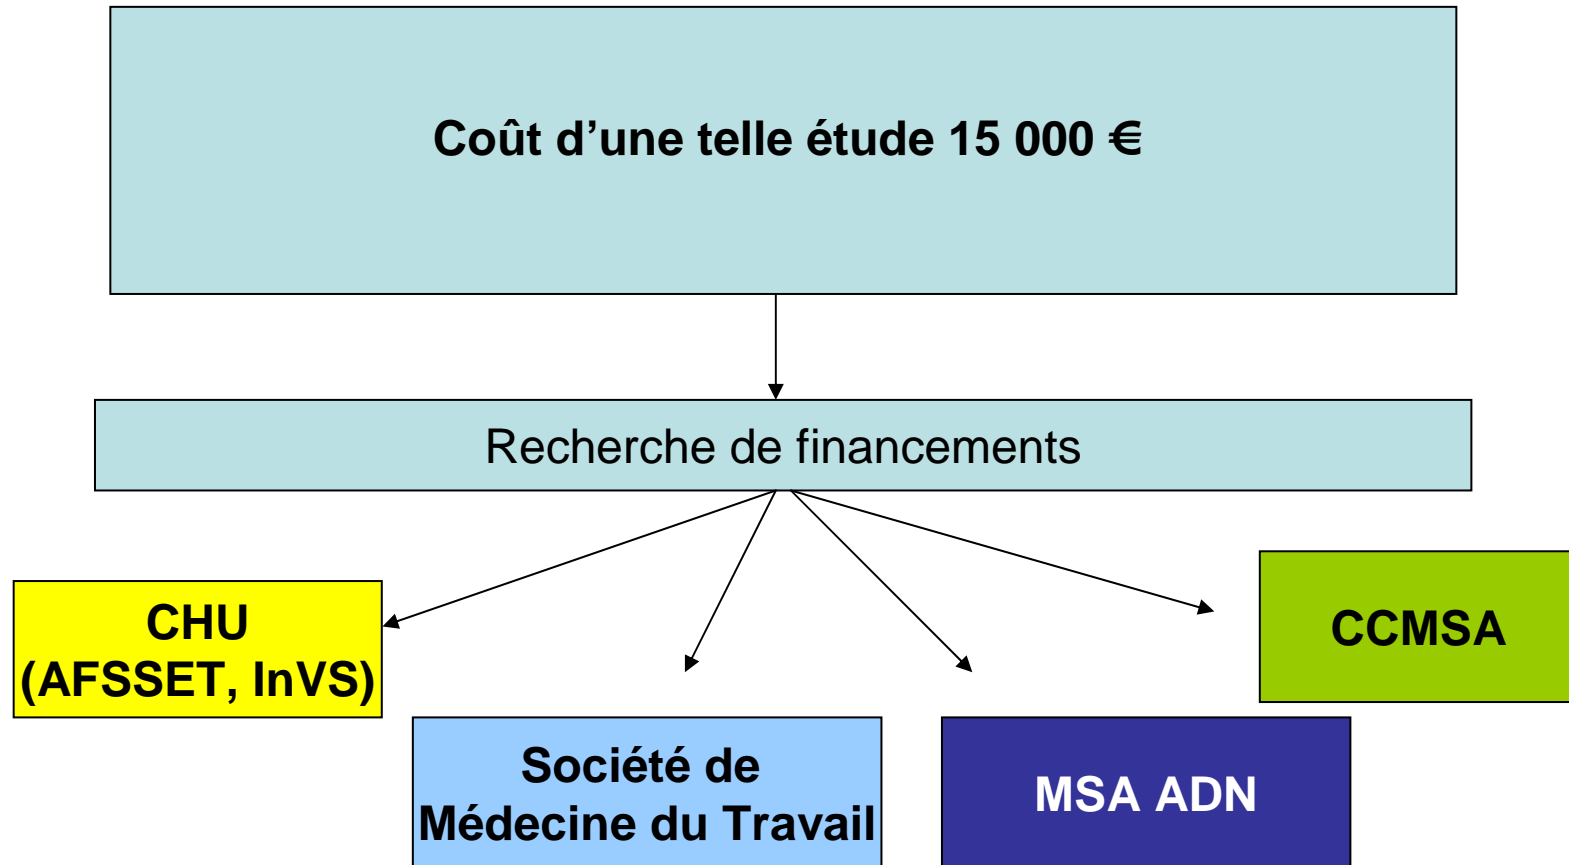 Coût d’une telle étude 15 000 €
Recherche de financements
CHU
(AFSSET, InVS)
Société de
Médecine du Travail
MSA ADN
CCMSA